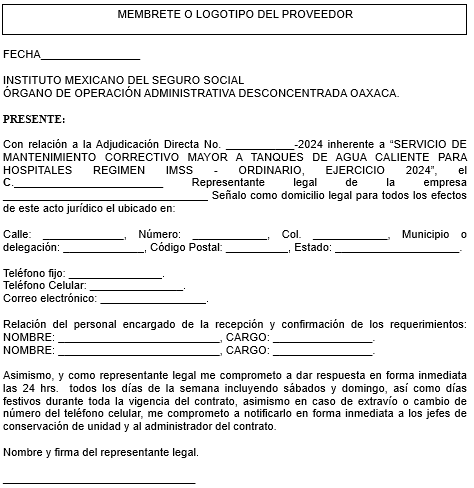 MEMBRETE O LOGOTIPO DEL PROVEEDOR
FECHA________________
INSTITUTO MEXICANO DEL SEGURO SOCIAL
ÓRGANO DE OPERACIÓN ADMINISTRATIVA DESCONCENTRADA OAXACA.
PRESENTE:
Con relación a la Adjudicación Directa No. ___________-2024 inherente a “SERVICIO DE
MANTENIMIENTO CORRECTIVO MAYOR A TANQUES DE AGUA CALIENTE PARA
HOSPITALES REGIMEN IMSS - ORDINARIO, EJERCICIO 2024”, el
C.________________________ Representante legal de la empresa
_________________________________ Señalo como domicilio legal para todos los efectos
de este acto jurídico el ubicado en:
Calle: _____________, Número: ____________, Col. ____________, Municipio o
delegación: _____________, Código Postal: __________, Estado: ____________________.
Teléfono fijo: _______________.
Teléfono Celular: _______________.
Correo electrónico: _________________.
Relación del personal encargado de la recepción y confirmación de los requerimientos:
NOMBRE: __________________________, CARGO: ________________.
NOMBRE: __________________________, CARGO: ________________.
Asimismo, y como representante legal me comprometo a dar respuesta en forma inmediata
las 24 hrs. todos los días de la semana incluyendo sábados y domingo, así como días
festivos durante toda la vigencia del contrato, asimismo en caso de extravío o cambio de
número del teléfono celular, me comprometo a notificarlo en forma inmediata a los jefes de
conservación de unidad y al administrador del contrato.
Nombre y firma del representante legal.
_______________________________